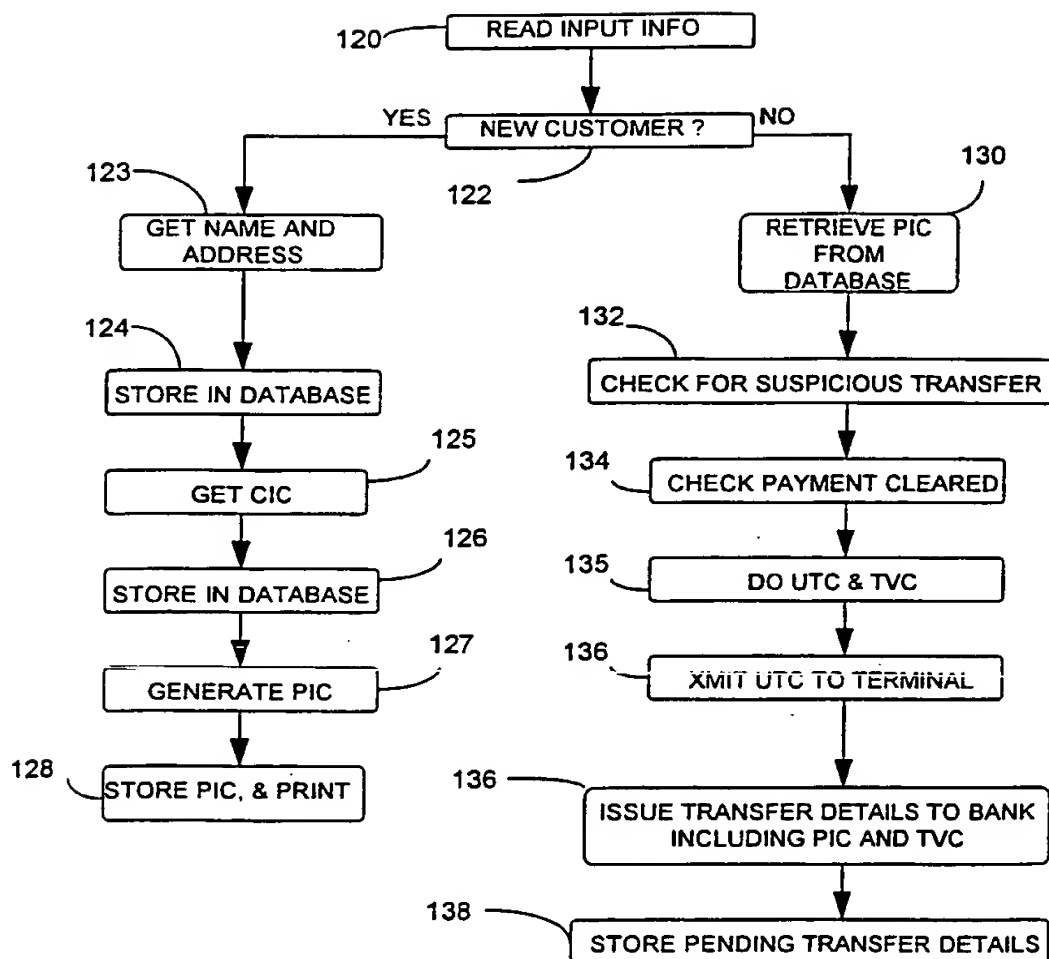 120
READ INPUT INFO
YES
NEW CUSTOMER ?
NO
122
123
GET NAME AND
ADDRESS
124
STORE IN DATABASE
125
GET CIC
126
STORE IN DATABASE
127
GENERATE PIC
128
STORE PIC, & PRINT
130
RETRIEVE PIC
FROM
DATABASE
132
CHECK FOR SUSPICIOUS TRANSFER
134
CHECK PAYMENT CLEARED
135
DO UTC & TVC
136
XMIT UTC TO TERMINAL
136
ISSUE TRANSFER DETAILS TO BANK
INCLUDING PIC AND TVC
138
STORE PENDING TRANSFER DETAILS